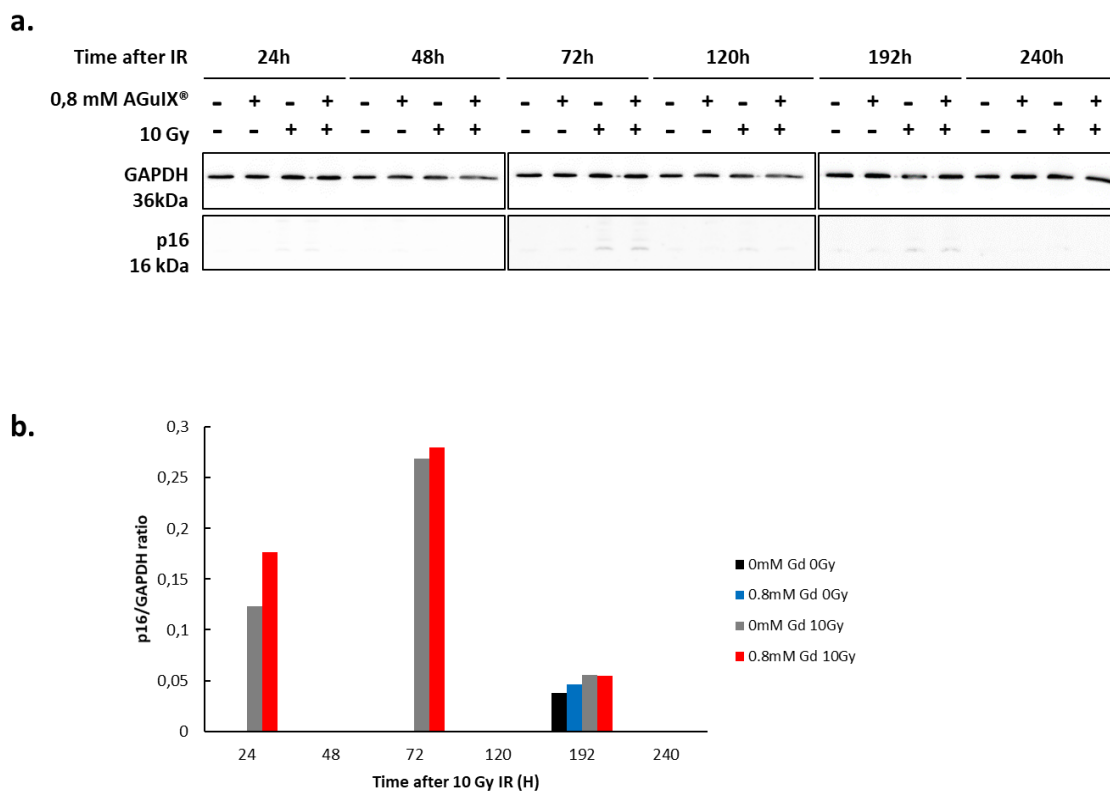 a.
Time after IR 24h 48h 72h 120h 192h 240h
0,8 mM AGuIX® - + - + - + - + - + - + - + - + - + - + - + - +
10 Gy - - + + - - + + - - + + - - + + - - + + - - + +
GAPDH
36kDa
p16
16 kDa
b.
p16/GAPDH ratio
0,3
0,25
0,2
0,15
0,1
0,05
0
24 48 72 120 192 240
Time after 10 Gy IR (H)
0mM Gd 0Gy
0.8mM Gd 0Gy
0mM Gd 10Gy
0.8mM Gd 10Gy